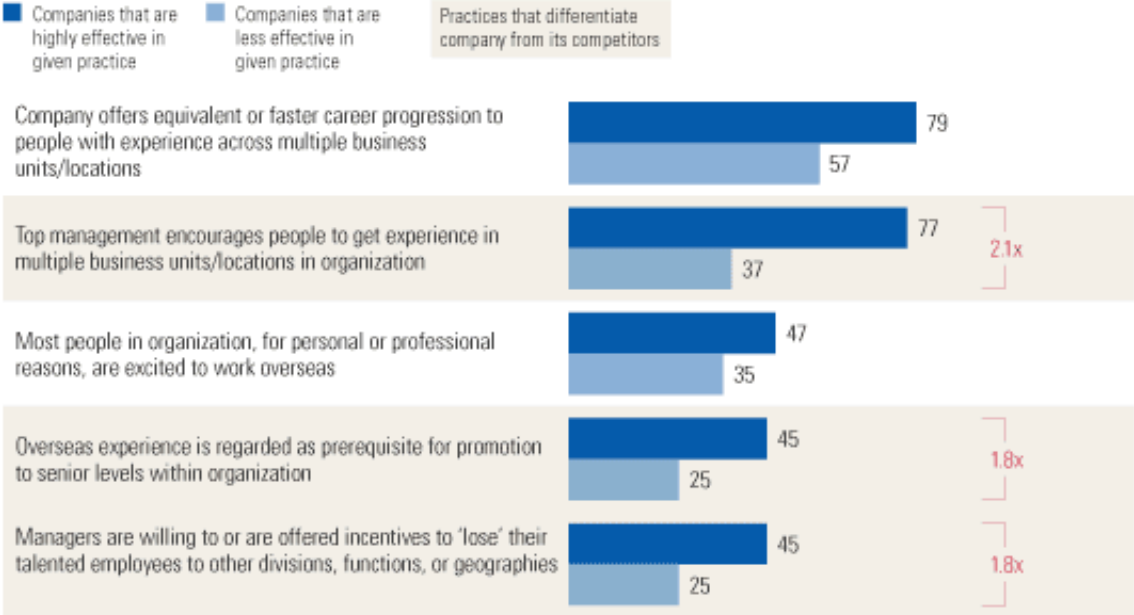 Companies that are
highly effective in
given practice
Companies that are
less effective in
given practice
Practices that differentiate
company from its competitors
Company offers equivalent or faster career progression to
people with experience across multiple business
units/locations
79
57
Top management encourages people to get experience in
multiple business units/locations in organization
77
37
2.1x
Most people in organization, for personal or professional
reasons, are excited to work overseas
47
35
Overseas experience is regarded as prerequisite for promotion
to senior levels within organization
45
25
1.8x
Managers are willing to or are offered incentives to ‘lose’ their
talented employees to other divisions, functions, or geographies
45
25
1.8x